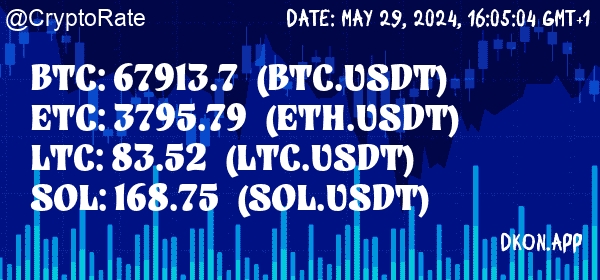 @CryptoRate
DATE: MAY 29, 2024, 16:05:04 GMT+1
BTC: 67913.7 (BTC.USDT)
ETC: 3795.79 (ETH.USDT)
LTC: 83.52 (LTC.USDT)
SOL: 168.75 (SOL.USDT)
DKON.APP